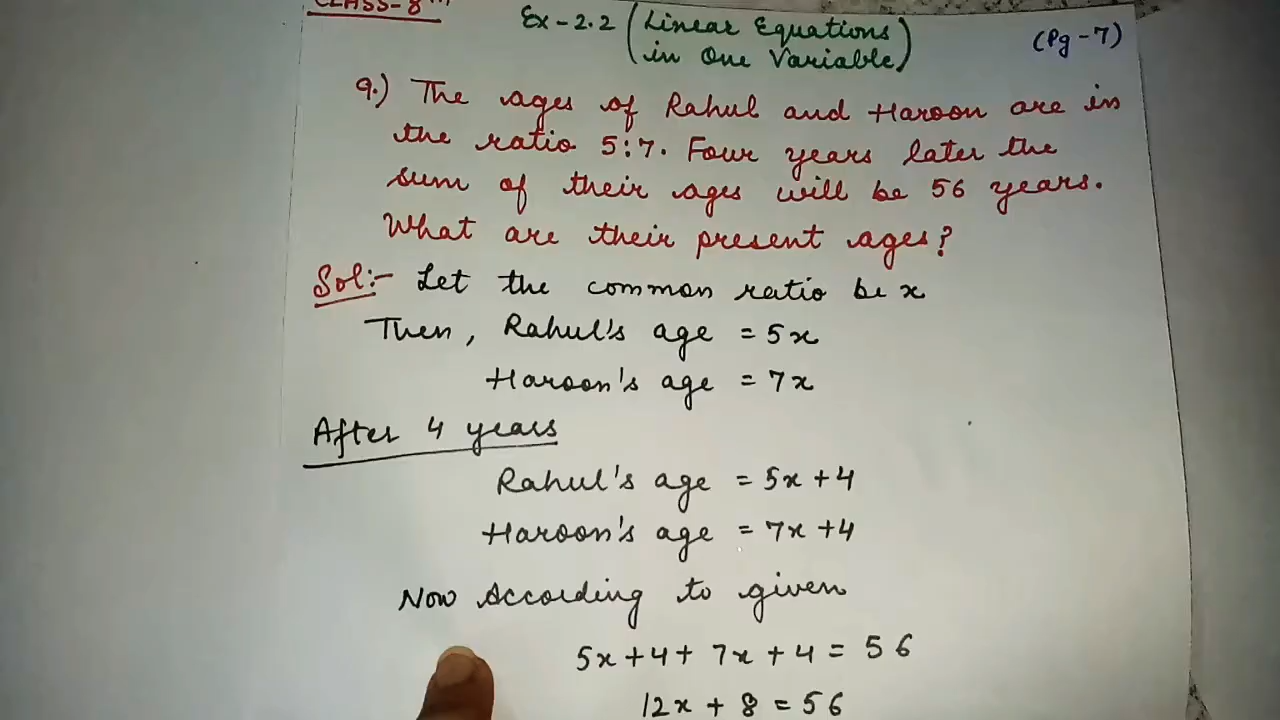 CLASS-8th
Ex-2.2 (Linear Equations
in One Variable)
(Pg-7)
9.) The ages of Rahul and Haroon are in
the ratio 5:7. Four years later the
sum of their ages will be 56 years.
What are their present ages?
Sol:- Let the common ratio be x
Then, Rahul's age = 5x
Haroon's age = 7x
After 4 years
Rahul's age = 5x+4
Haroon's age = 7x+4
Now According to given
5x+4+7x+4=56
12x+8=56